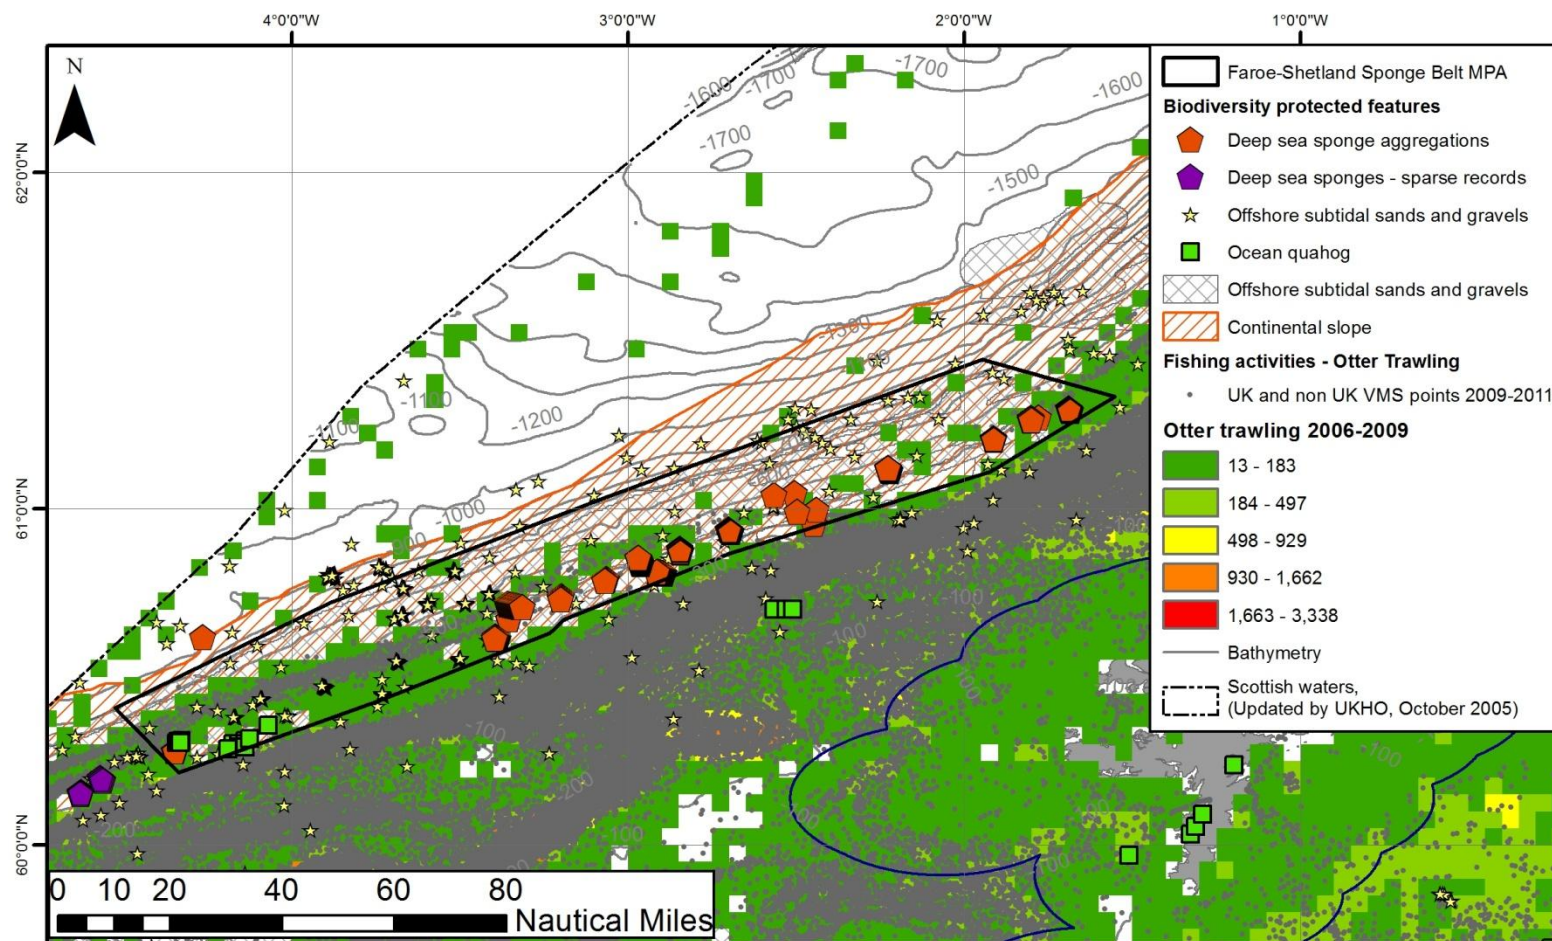 4°0'0"W
3°0'0"W
2°0'0"W
1°0'0"W
N
62°0'0"N
61°0'0"N
60°0'0"N
-1600
-1700
-1700
-1600
-1700
-1500
-1300
-1100
-1100
-1200
-1000
-900
-100
-100
-100
-100
-200
-200
-100
-100
Faroe-Shetland Sponge Belt MPA
Biodiversity protected features
Deep sea sponge aggregations
Deep sea sponges - sparse records
Offshore subtidal sands and gravels
Ocean quahog
Offshore subtidal sands and gravels
Continental slope
Fishing activities - Otter Trawling
UK and non UK VMS points 2009-2011
Otter trawling 2006-2009
13 - 183
184 - 497
498 - 929
930 - 1,662
1,663 - 3,338
Bathymetry
Scottish waters,
(Updated by UKHO, October 2005)
0 10 20 40 60 80
Nautical Miles